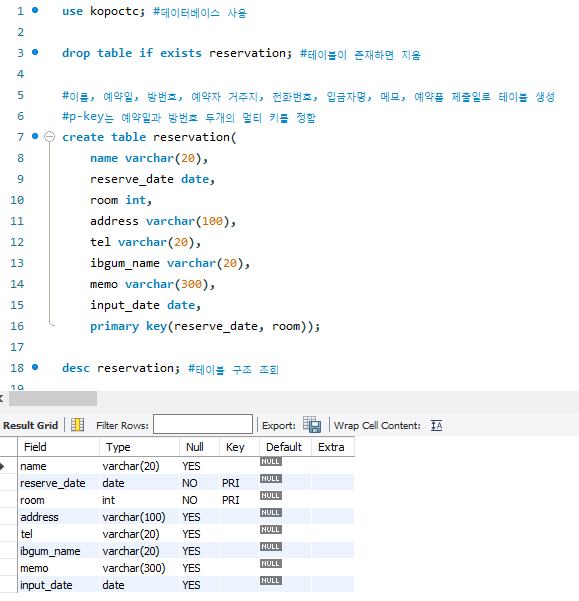 1 use kopoctc; #데이터베이스 사용
2
3 drop table if exists reservation; #테이블이 존재하면 지움
4
5 #이름, 예약일, 방번호, 예약자 거주지, 전화번호, 입금자명, 메모, 예약폼 제출일로 테이블 생성
6 #p-key는 예약일과 방번호 두개의 멀티 키를 정함
7 create table reservation(
8 name varchar(20),
9 reserve_date date,
10 room int,
11 address varchar(100),
12 tel varchar(20),
13 ibgum_name varchar(20),
14 memo varchar(300),
15 input_date date,
16 primary key(reserve_date, room));
17
18 desc reservation; #테이블 구조 조회
19
Result Grid Filter Rows: Export: Wrap Cell Content: IA
Field Type Null Key Default Extra
name varchar(20) YES NULL
reserve_date date NO PRI NULL
room int NO PRI NULL
address varchar(100) YES NULL
tel varchar(20) YES NULL
ibgum_name varchar(20) YES NULL
memo varchar(300) YES NULL
input_date date YES NULL